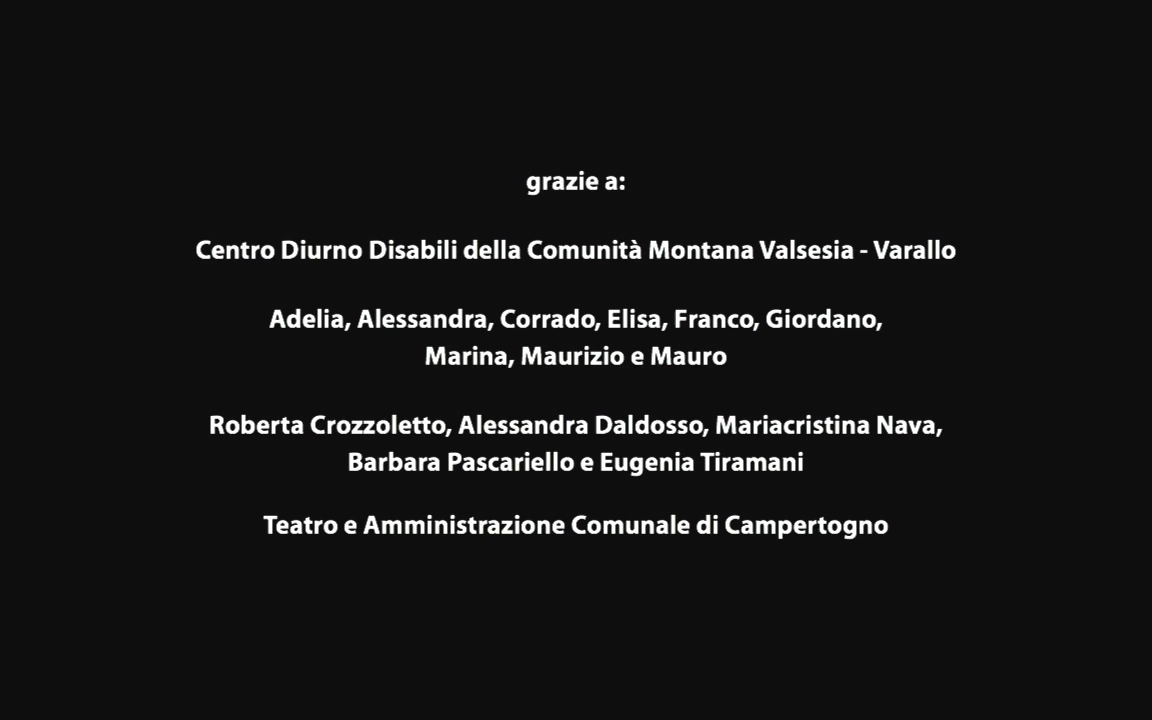 grazie a:
Centro Diurno Disabili della Comunità Montana Valsesia - Varallo
Adelia, Alessandra, Corrado, Elisa, Franco, Giordano,
Marina, Maurizio e Mauro
Roberta Crozzoletto, Alessandra Daldosso, Mariacristina Nava,
Barbara Pascariello e Eugenia Tiramani
Teatro e Amministrazione Comunale di Campertogno